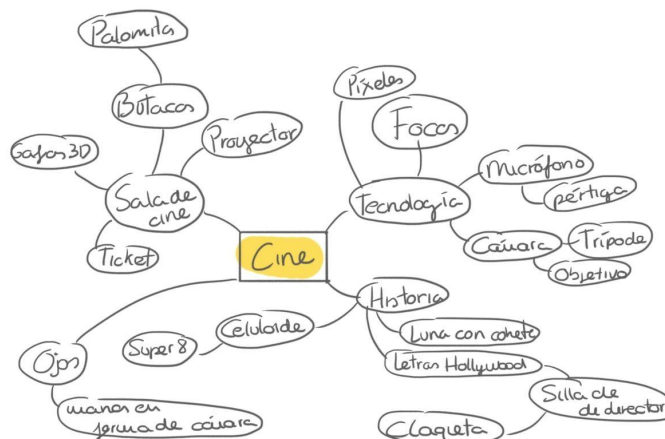 Palomitas
Butacas
Proyector
Gafas 3D
Sala de
cine
Ticket
Píxeles
Focos
Tecnología
Micrófono
pértiga
Cámara
Trípode
Objetivo
Cine
Historia
Celuloide
Super 8
Luna con cohete
Letras Hollywood
Silla de
de director
Claqueta
Ojos
manos en
forma de cámara